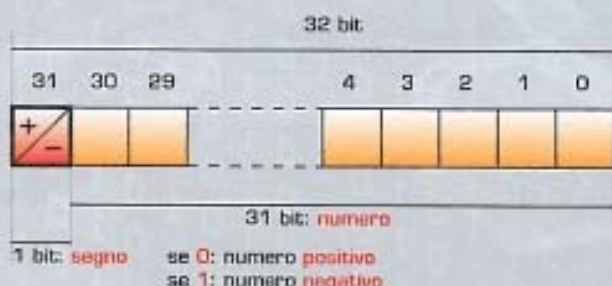 32 bit
31 30 29 4 3 2 1 0
+ / -
31 bit: numero
1 bit: segno se 0: numero positivo
se 1: numero negativo